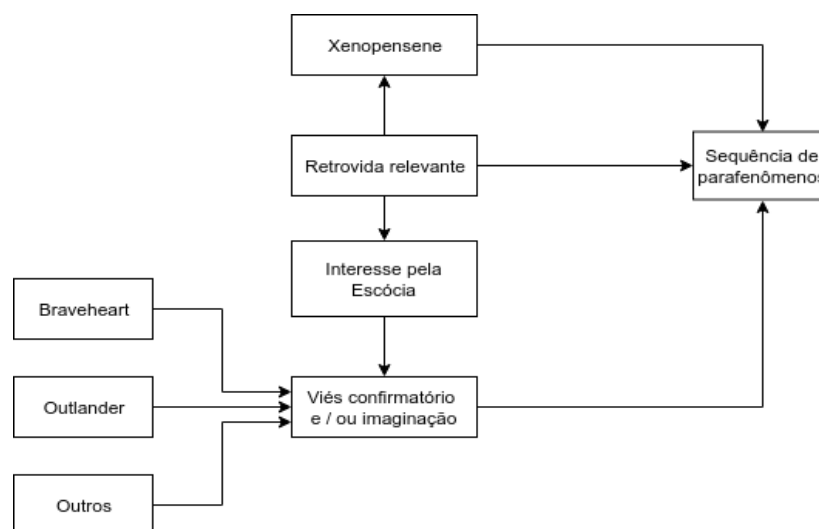 Xenopensene
Retrovida relevante
Sequência de
parafenômenos
Interesse pela
Escócia
Braveheart
Viés confirmatório
e / ou imaginação
Outlander
Outros